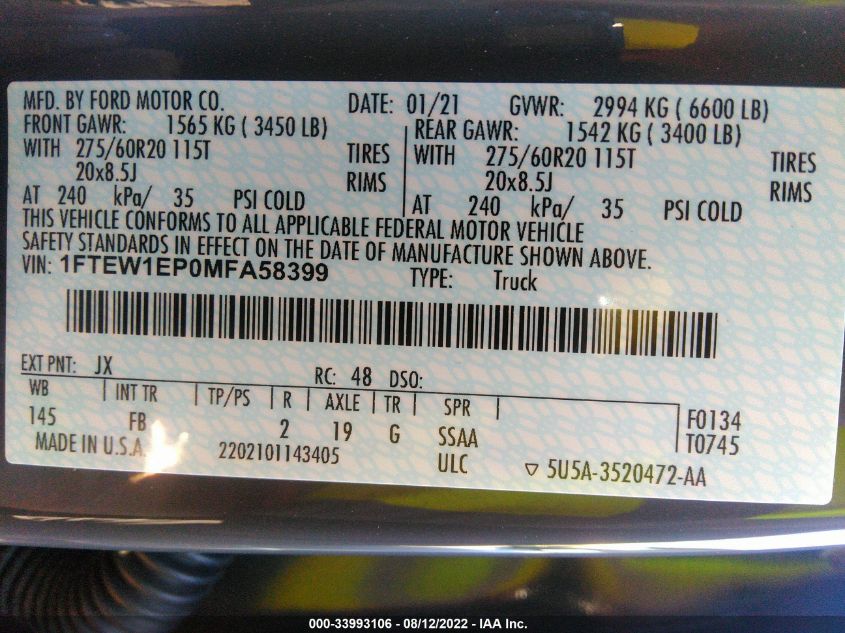 MFD. BY FORD MOTOR CO. DATE: 01/21 GVWR: 2994 KG ( 6600 LB)
FRONT GAWR: 1565 KG ( 3450 LB) REAR GAWR: 1542 KG ( 3400 LB)
WITH 275/60R20 115T TIRES WITH 275/60R20 115T TIRES
20x8.5J RIMS 20x8.5J RIMS
AT 240 kPa/ 35 PSI COLD AT 240 kPa/ 35 PSI COLD
THIS VEHICLE CONFORMS TO ALL APPLICABLE FEDERAL MOTOR VEHICLE
SAFETY STANDARDS IN EFFECT ON THE DATE OF MANUFACTURE SHOWN ABOVE.
VIN: 1FTEW1EP0MFA58399 TYPE: Truck
EXT PNT: JX RC: 48 DSO:
WB INT TR TP/PS R AXLE TR SPR F0134
145 FB 2 19 G SSAA T0745
MADE IN U.S.A. 2202101143405 ULC ▽ 5U5A-3520472-AA
000-33993106 - 08/12/2022 - IAA Inc.